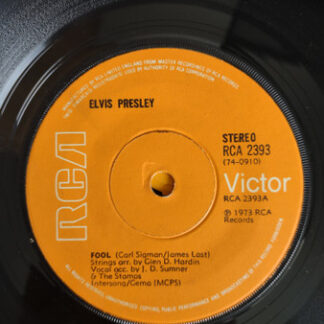 ELVIS PRESLEY
STEREO
RCA 2393
(74-0910)
RCA
Victor
RCA 2393A
℗ 1973 RCA
Records
FOOL (Carl Sigman/James Last)
Strings arr. by Glen D. Hardin
Vocal acc. by J. D. Sumner
& The Stamps
Intersong/Gema (MCPS)